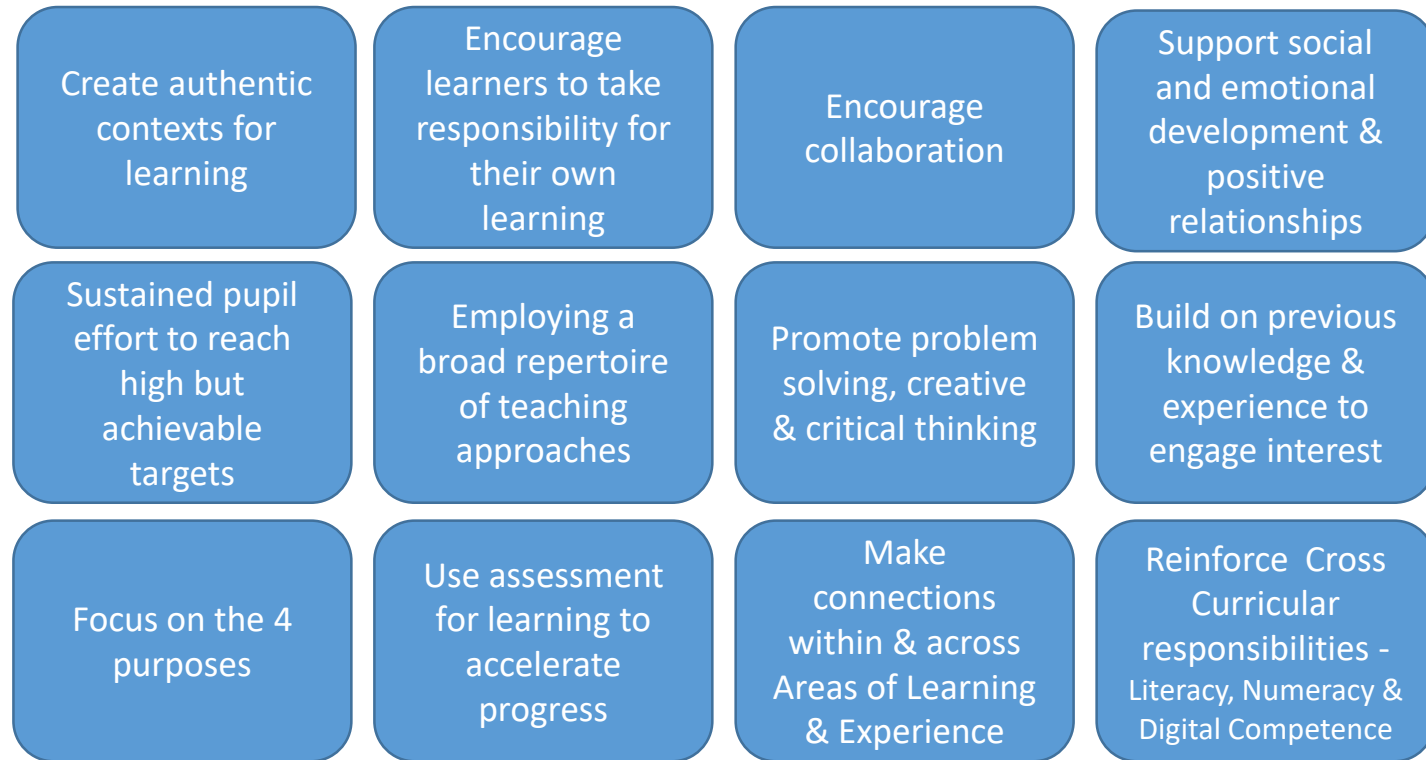 Create authentic
contexts for
learning
Encourage
learners to take
responsibility for
their own
learning
Encourage
collaboration
Support social
and emotional
development &
positive
relationships
Sustained pupil
effort to reach
high but
achievable
targets
Employing a
broad repertoire
of teaching
approaches
Promote problem
solving, creative
& critical thinking
Build on previous
knowledge &
experience to
engage interest
Focus on the 4
purposes
Use assessment
for learning to
accelerate
progress
Make
connections
within & across
Areas of Learning
& Experience
Reinforce Cross
Curricular
responsibilities -
Literacy, Numeracy &
Digital Competence